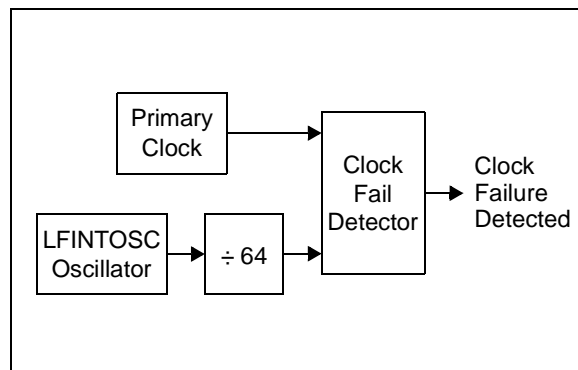 Primary
Clock
LFINTOSC
Oscillator
÷ 64
Clock
Fail
Detector
Clock
Failure
Detected